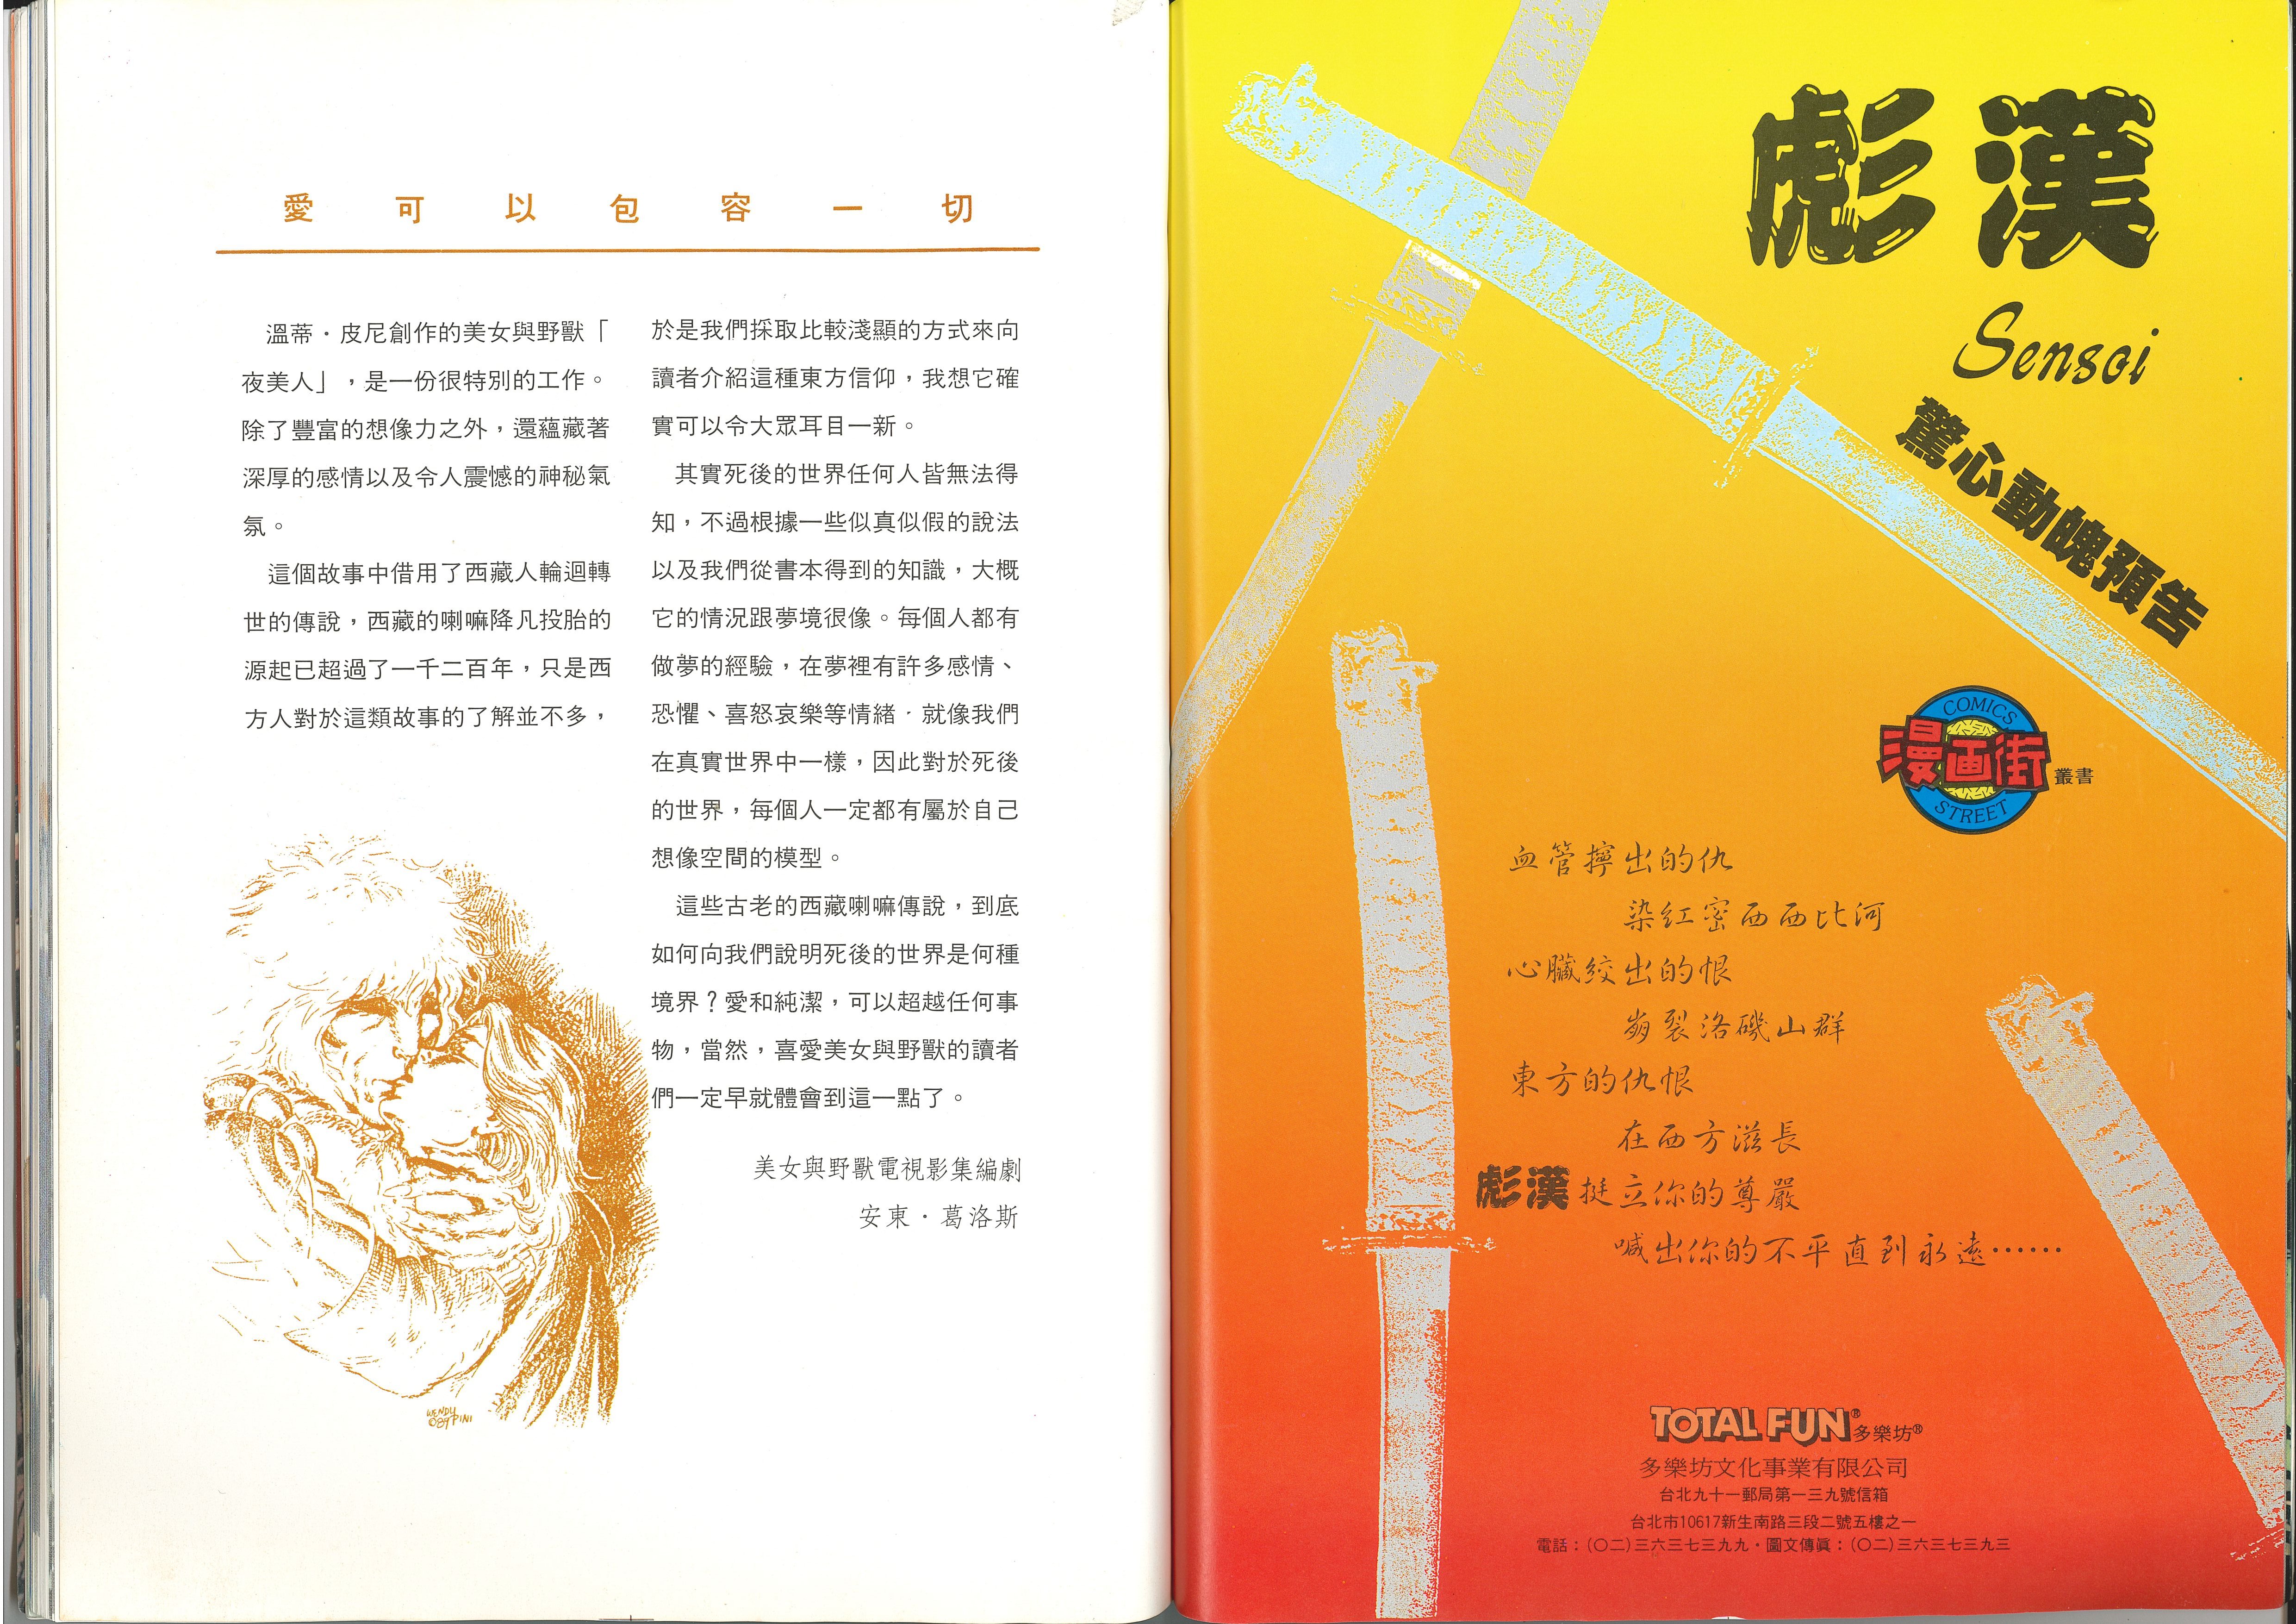 愛可以包容一切
溫蒂·皮尼創作的美女與野獸「
夜美人」，是一份很特別的工作。
除了豐富的想像力之外，還蘊藏著
深厚的感情以及令人震憾的神秘氣
氛。
這個故事中借用了西藏人輪迴轉
世的傳說，西藏的喇嘛降凡投胎的
源起已超過了一千二百年，只是西
方人對於這類故事的了解並不多，
於是我們採取比較淺顯的方式來向
讀者介紹這種東方信仰，我想它確
實可以令大眾耳目一新。
其實死後的世界任何人皆無法得
知，不過根據一些似真似假的說法
以及我們從書本得到的知識，大概
它的情況跟夢境很像。每個人都有
做夢的經驗，在夢裡有許多感情、
恐懼、喜怒哀樂等情緒，就像我們
在真實世界中一樣，因此對於死後
的世界，每個人一定都有屬於自己
想像空間的模型。
這些古老的西藏喇嘛傳說，到底
如何向我們說明死後的世界是何種
境界？愛和純潔，可以超越任何事
物，當然，喜愛美女與野獸的讀者
們一定早就體會到這一點了。
美女與野獸電視影集編劇
安東·葛洛斯
WENDY
©89 PINI
彪漢
Sensei
驚心動魄預告
COMICS
漫画街 叢書
STREET
血管擰出的仇
染紅密西西比河
心臟絞出的恨
崩裂洛磯山群
東方的仇恨
在西方滋長
彪漢挺立你的尊嚴
喊出你的不平直到永遠……
TOTAL FUN® 多樂坊®
多樂坊文化事業有限公司
台北九十一郵局第一三九號信箱
台北市10617新生南路三段二號五樓之一
電話：(〇二)三六三七三九九·圖文傳眞：(〇二)三六三七三九三